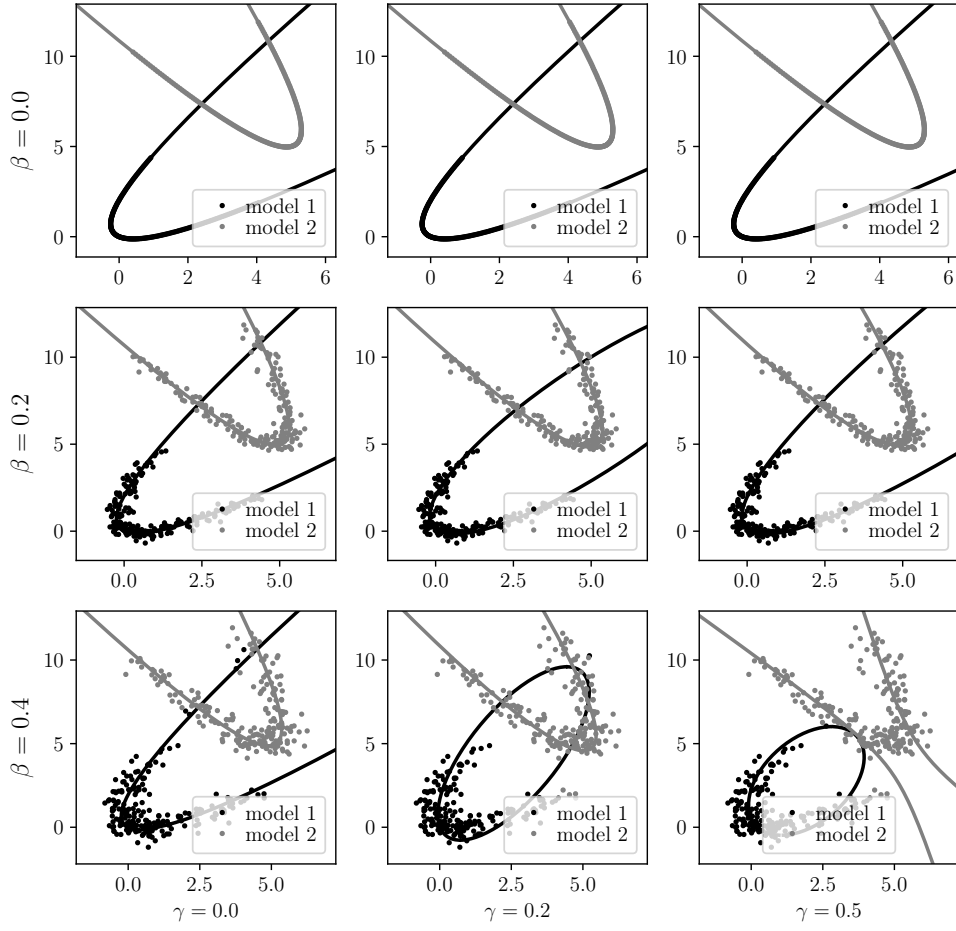 10
5
0
β = 0.0
model 1
model 2
0 2 4 6
model 1
model 2
0 2 4 6
model 1
model 2
0 2 4 6
10
5
0
β = 0.2
model 1
model 2
0.0 2.5 5.0
10
5
0
model 1
model 2
0.0 2.5 5.0
10
5
0
model 1
model 2
0.0 2.5 5.0
10
5
0
β = 0.4
model 1
model 2
0.0 2.5 5.0
γ = 0.0
10
5
0
model 1
model 2
0.0 2.5 5.0
γ = 0.2
10
5
0
model 1
model 2
0.0 2.5 5.0
γ = 0.5